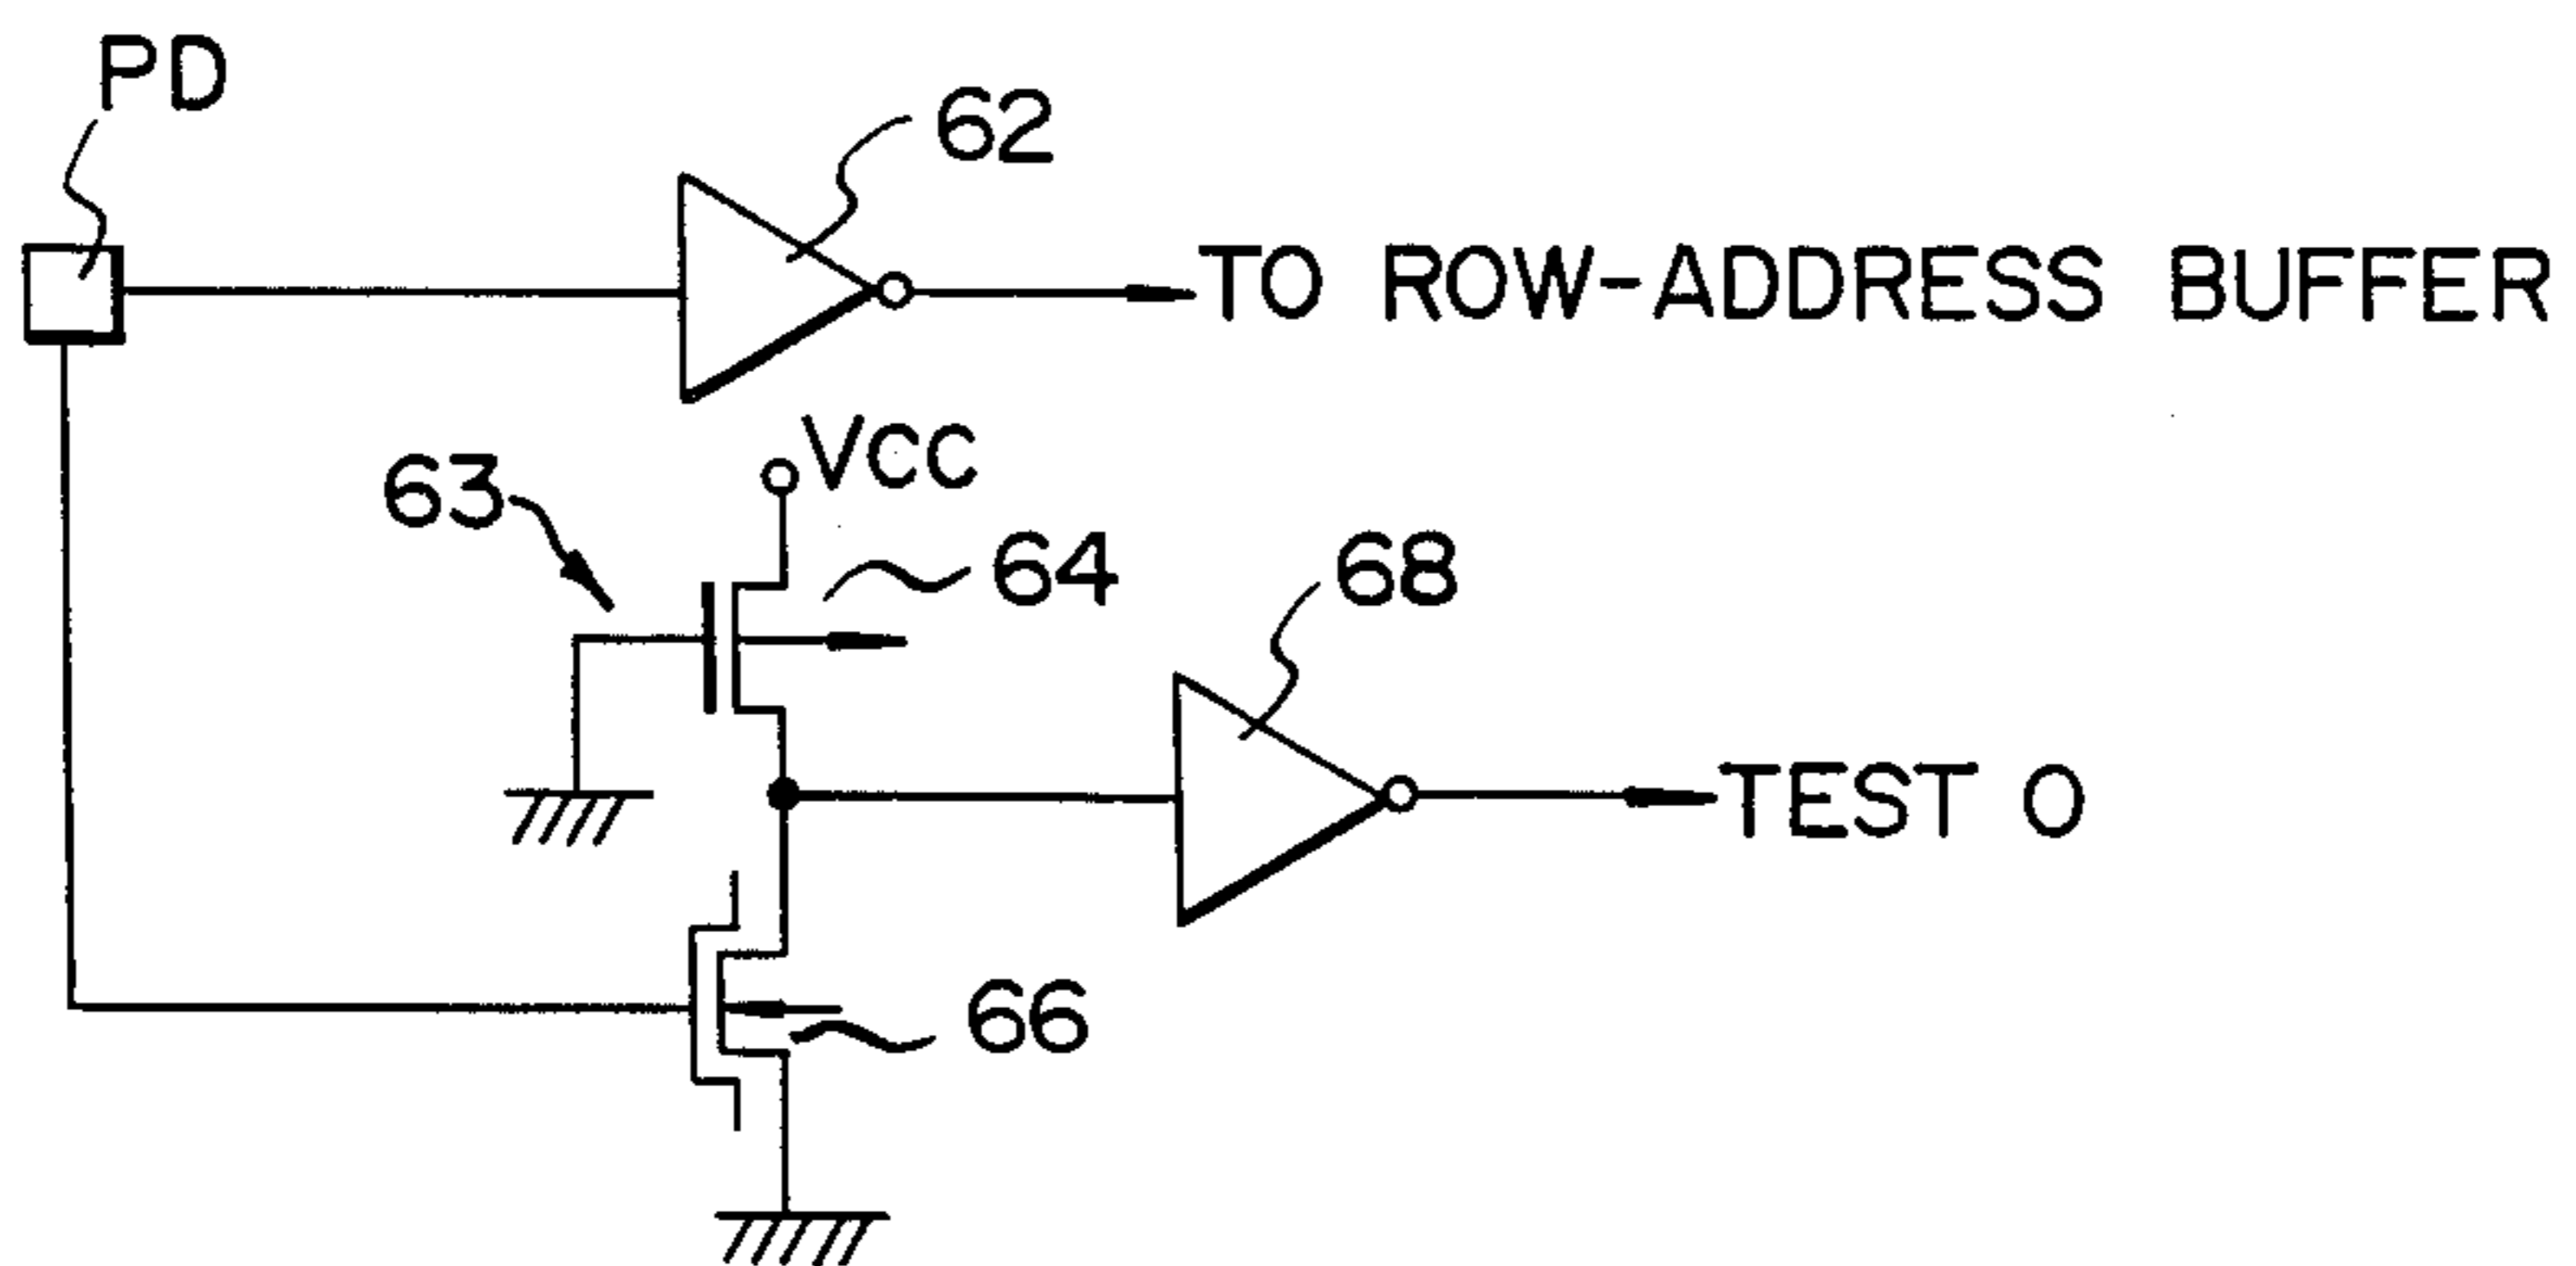 PD
62
TO ROW-ADDRESS BUFFER
VCC
63
64
68
TEST 0
66